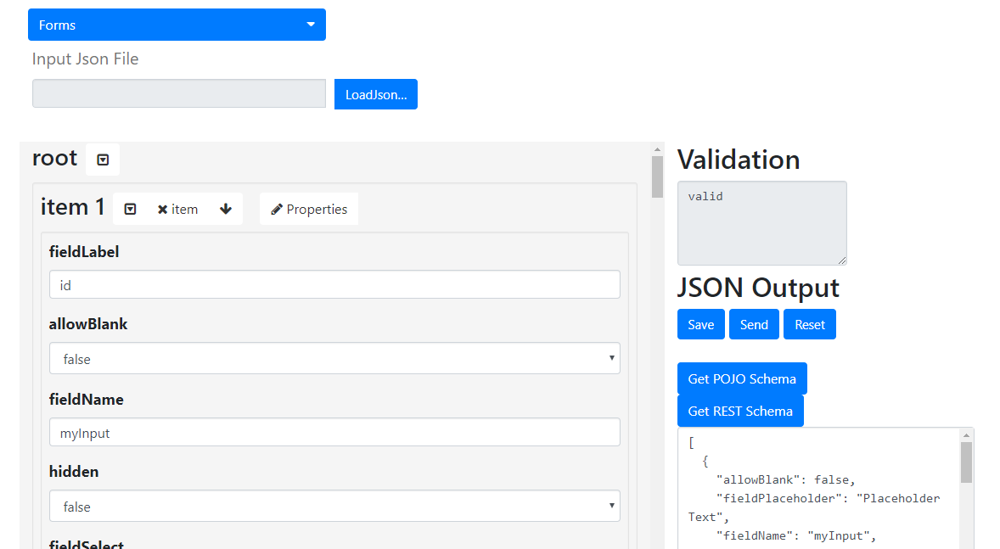 Forms
Input Json File
LoadJson...
root
item 1
item
Properties
fieldLabel
id
allowBlank
false
fieldName
myInput
hidden
false
fieldSelect
Validation
valid
JSON Output
Save
Send
Reset
Get POJO Schema
Get REST Schema
[
{
"allowBlank": false,
"fieldPlaceholder": "Placeholder
Text",
"fieldName": "myInput",